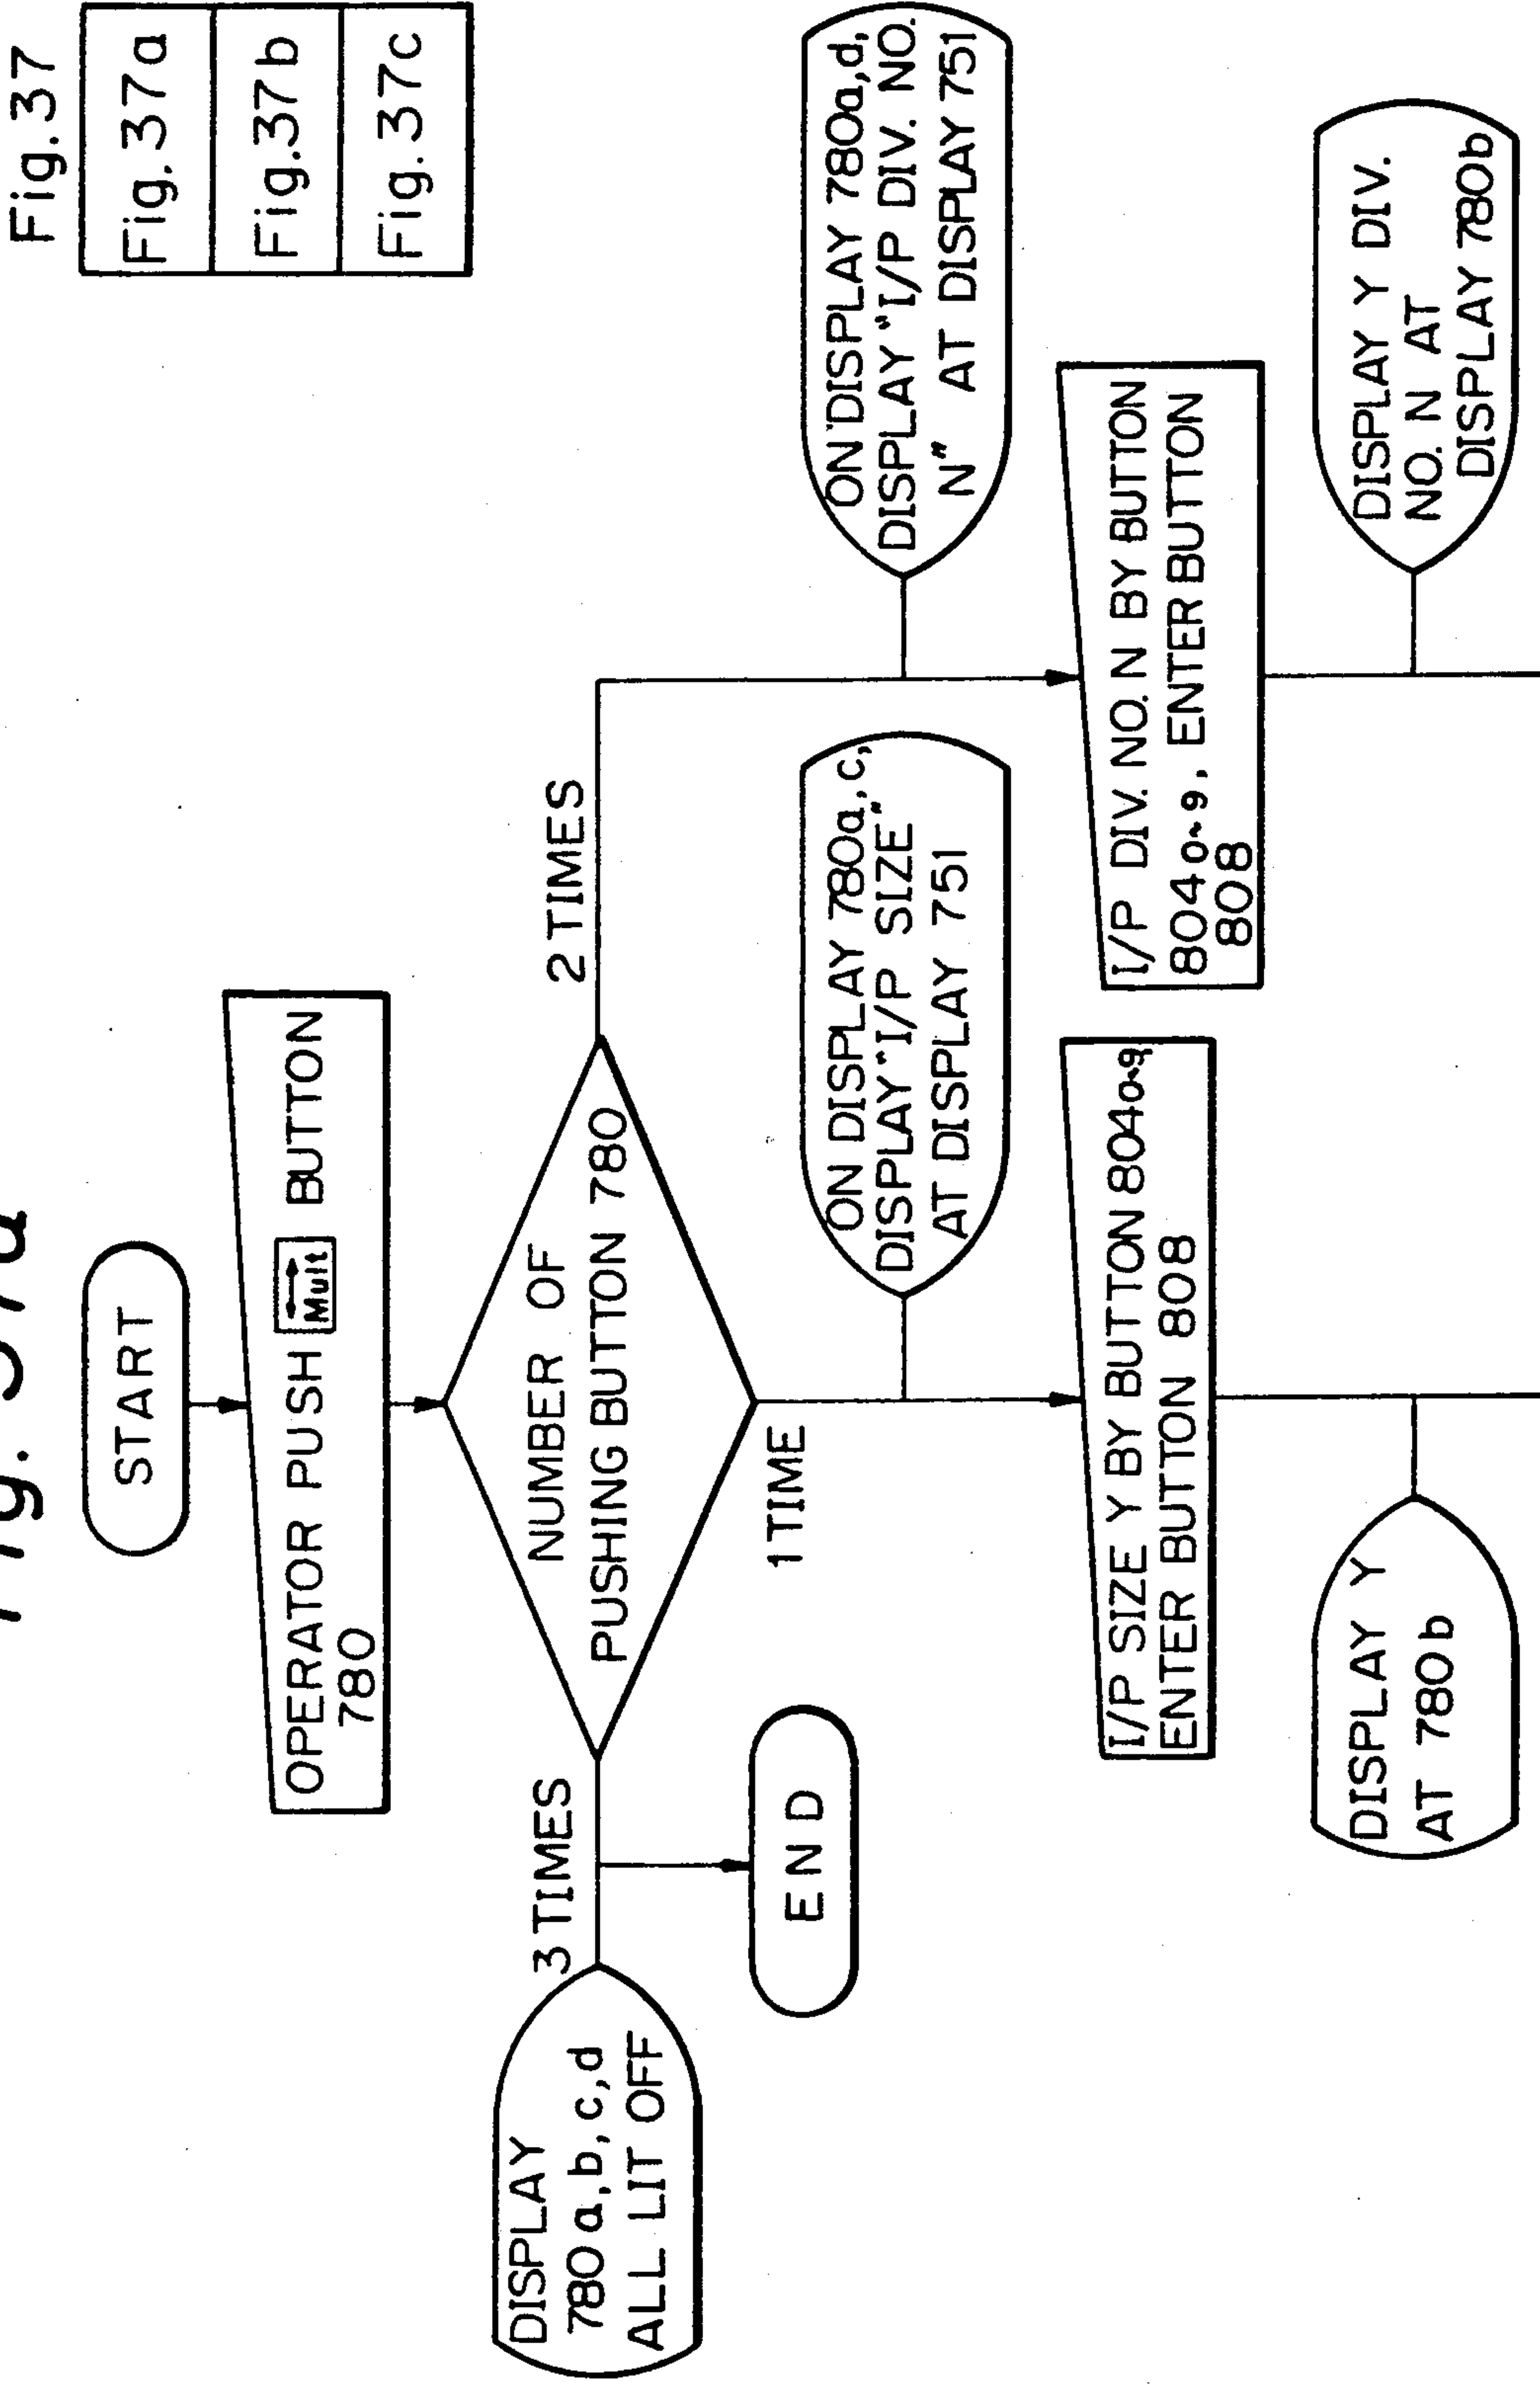 Fig. 37a
Fig.37
Fig.37a
Fig.37b
Fig.37c
START
OPERATOR PUSH Mult BUTTON
780
NUMBER OF
PUSHING BUTTON 780
3 TIMES
2 TIMES
1 TIME
DISPLAY
780a,b,c,d
ALL LIT OFF
END
ON DISPLAY 780a,c,
DISPLAY "I/P SIZE"
AT DISPLAY 751
ON DISPLAY 780a,d,
DISPLAY "I/P DIV. NO.
N" AT DISPLAY 751
I/P SIZE Y BY BUTTON 8040~9,
ENTER BUTTON 808
I/P DIV. NO. N BY BUTTON
8040~9, ENTER BUTTON
808
DISPLAY Y
AT 780b
DISPLAY Y DIV.
NO. N AT
DISPLAY 780b